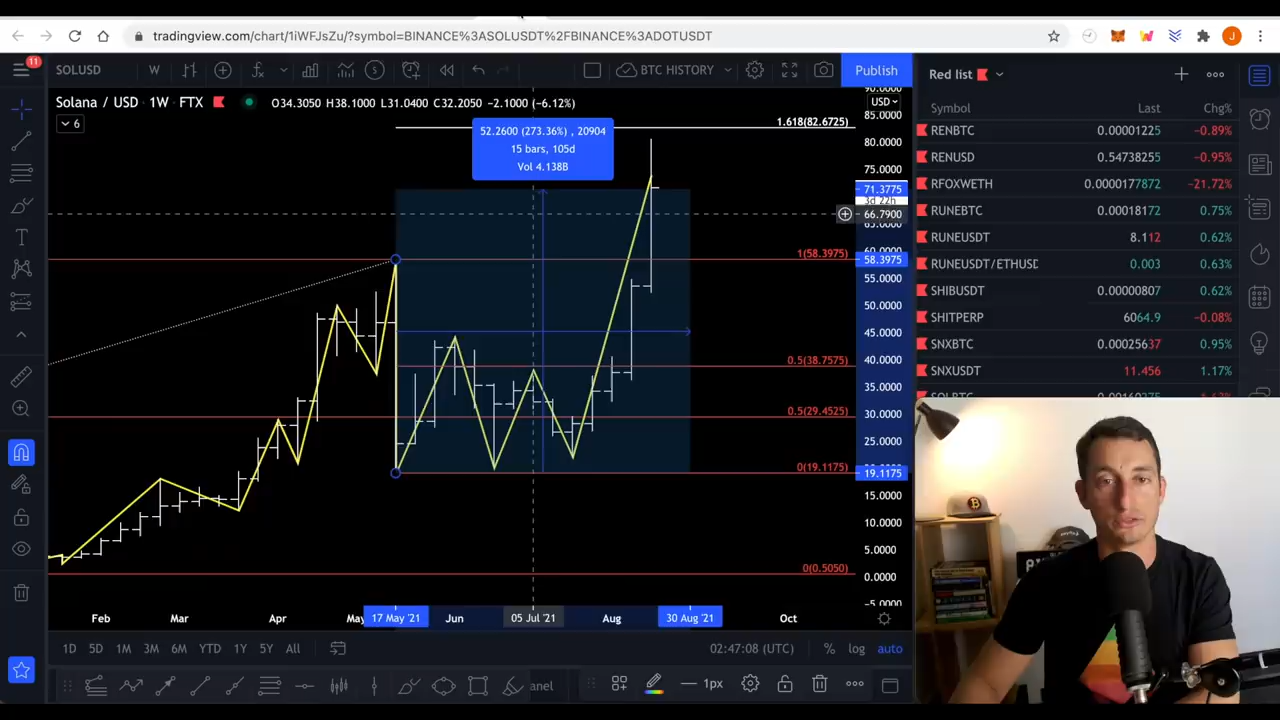 tradingview.com/chart/1iWFJsZu/?symbol=BINANCE%3ASOLUSDT%2FBINANCE%3ADOTUSDT
J
11
SOLUSD
W
BTC HISTORY
Publish
Red list
Solana / USD · 1W · FTX
O34.3050 H38.1000 L31.0400 C32.2050 −2.1000 (−6.12%)
USD
6
Symbol Last Chg%
RENBTC 0.00001225 −0.89%
RENUSD 0.54738255 −0.95%
RFOXWETH 0.0000177872 −21.72%
RUNEBTC 0.00018172 0.75%
RUNEUSDT 8.112 0.62%
RUNEUSDT/ETHUSD 0.003 0.63%
SHIBUSDT 0.00000807 0.62%
SHITPERP 6064.9 −0.08%
SNXBTC 0.00025637 0.95%
SNXUSDT 11.456 1.17%
52.2600 (273.36%) , 20904
15 bars, 105d
Vol 4.138B
1.618(82.6725)
1(58.3975)
0.5(38.7575)
0.5(29.4525)
0(19.1175)
0(0.5050)
90.0000
85.0000
80.0000
75.0000
71.3775
3d 22h
66.7900
65.0000
60.0000
58.3975
55.0000
50.0000
45.0000
40.0000
35.0000
30.0000
25.0000
19.1175
15.0000
10.0000
5.0000
0.0000
−5.0000
Feb Mar Apr May 17 May '21 Jun 05 Jul '21 Aug 30 Aug '21 Oct
1D 5D 1M 3M 6M YTD 1Y 5Y All
02:47:08 (UTC) % log auto
anel
1px